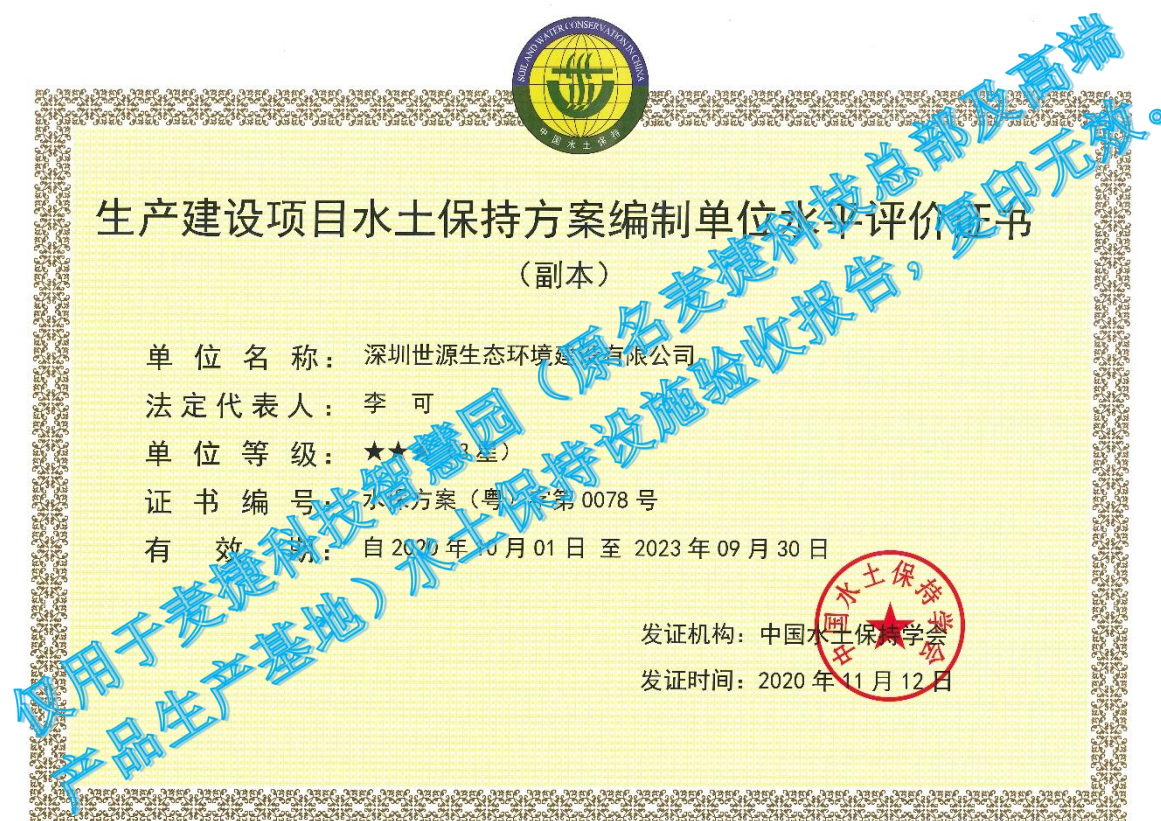 SOIL AND WATER CONSERVATION IN CHINA
中国水土保持
生产建设项目水土保持方案编制单位水平评价证书
（副本）
单位名称： 深圳世源生态环境建设有限公司
法定代表人： 李 可
单位等级： ★★ 3星）
证书编号： 水保方案（粤）字第 0078 号
有效期： 自 2020 年 10 月 01 日 至 2023 年 09 月 30 日
中国水土保持学会
发证机构：中国水土保持学会
发证时间：2020 年 11 月 12 日
仅用于麦捷科技智慧园（原名麦捷科技总部及高端
产品生产基地）水土保持设施验收报告，复印无效。